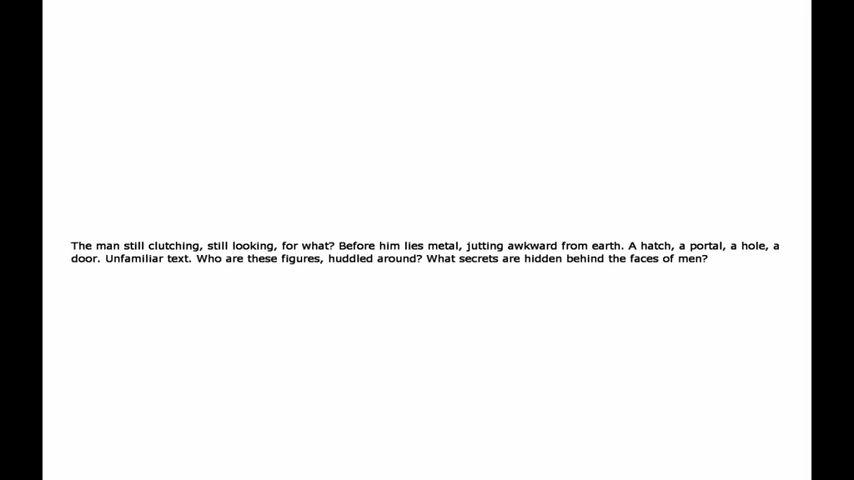 The man still clutching, still looking, for what? Before him lies metal, jutting awkward from earth. A hatch, a portal, a hole, a
door. Unfamiliar text. Who are these figures, huddled around? What secrets are hidden behind the faces of men?